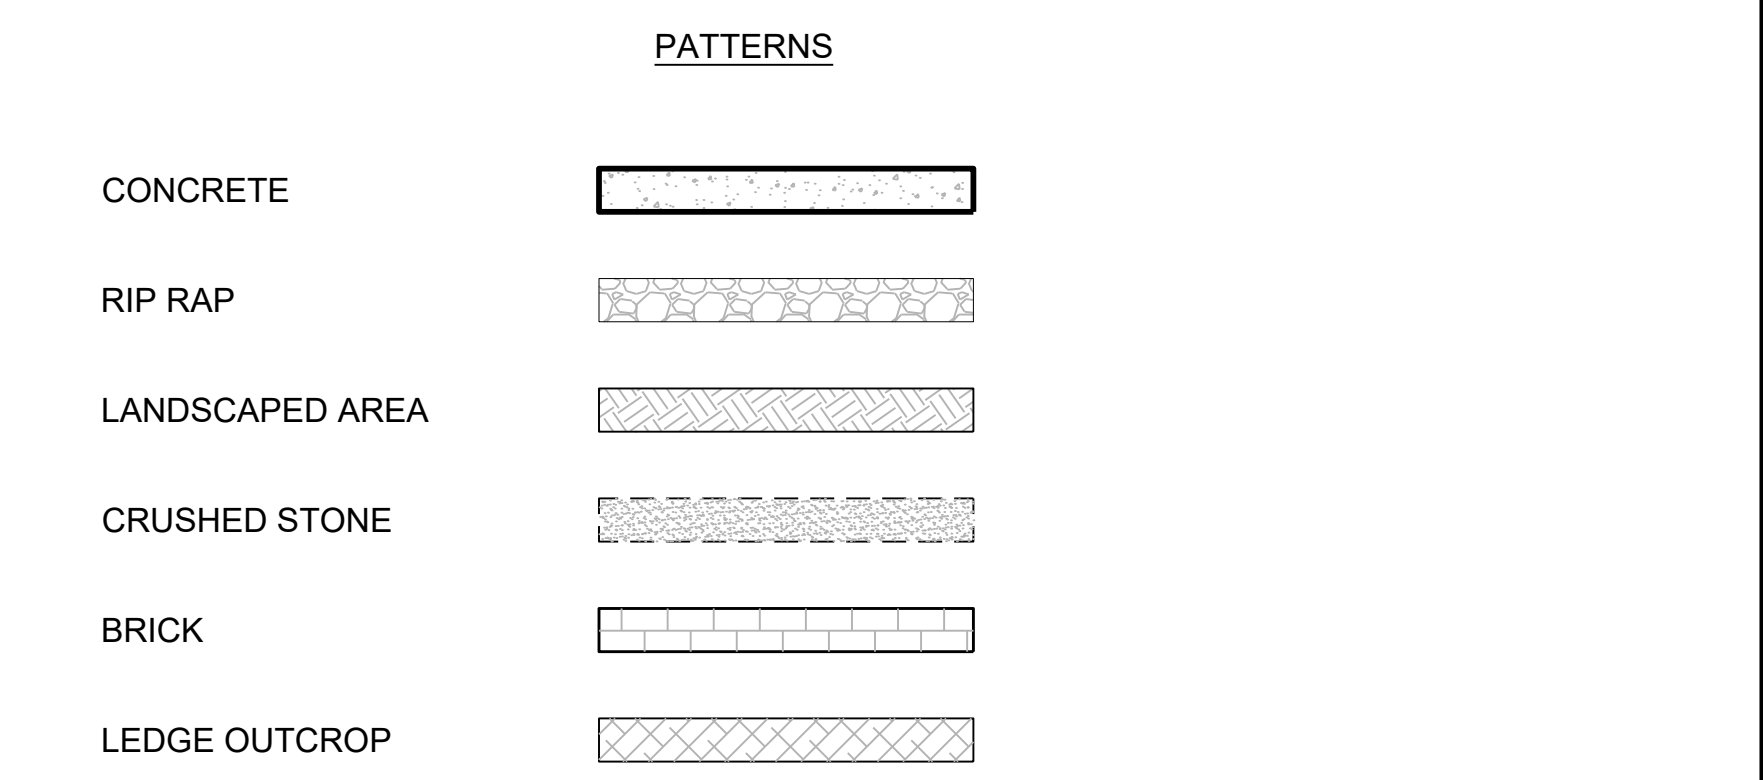 PATTERNS
CONCRETE
RIP RAP
LANDSCAPED AREA
CRUSHED STONE
BRICK
LEDGE OUTCROP